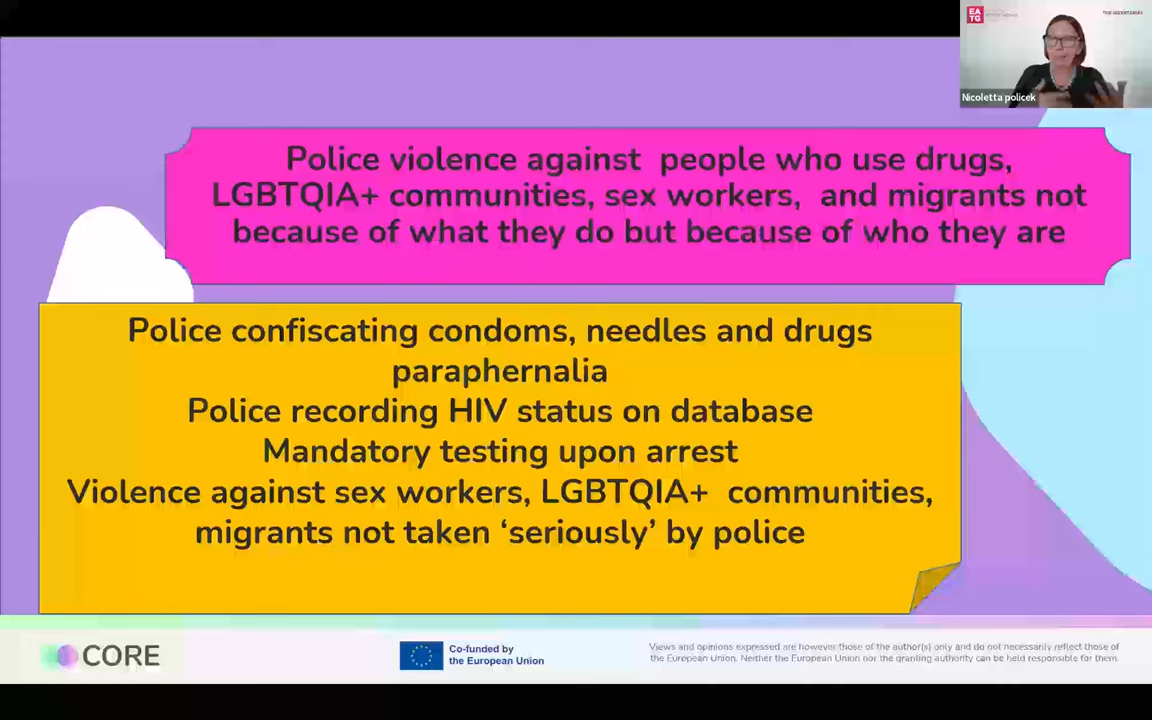 EA
TG
Nicoletta policek
Police violence against people who use drugs,
LGBTQIA+ communities, sex workers, and migrants not
because of what they do but because of who they are
Police confiscating condoms, needles and drugs
paraphernalia
Police recording HIV status on database
Mandatory testing upon arrest
Violence against sex workers, LGBTQIA+ communities,
migrants not taken ‘seriously’ by police
CORE
Co-funded by
the European Union
Views and opinions expressed are however those of the author(s) only and do not necessarily reflect those of
the European Union. Neither the European Union nor the granting authority can be held responsible for them.